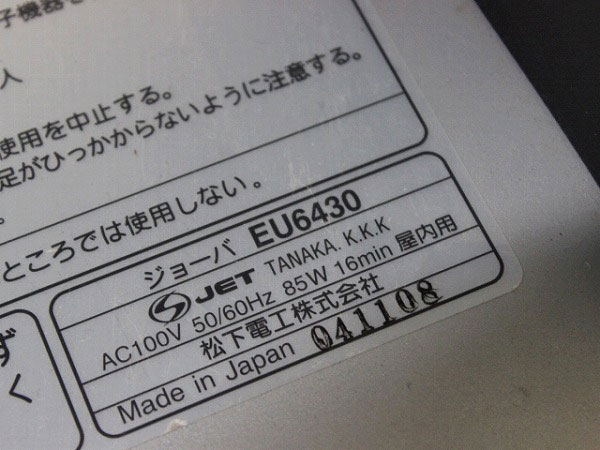 子機器を
人
使用を中止する。
足がひっかからないように注意する。
ところでは使用しない。
ジョーバ EU6430
JET TANAKA. K.K.K
AC100V 50/60Hz 85W 16min 屋内用
松下電工株式会社
Made in Japan 041108
ず
く